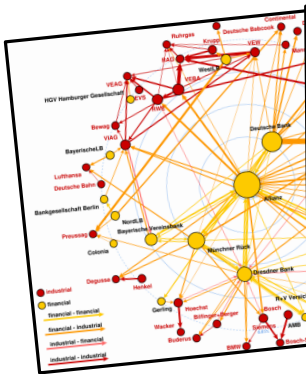 Continental
Ruhrgas
Deutsche Babcock
Krupp
VEW
RAG
WestLB
VEAG
HGV Hamburger Gesellschaft
EVS
VEBA
RWE
Bewag
VIAG
BayerischeLB
Deutsche Bank
Lufthansa
Deutsche Bahn
Allianz
Bankgesellschaft Berlin
NordLB
Preussag
Bayerische Vereinsbank
Colonia
Münchner Rück
Dresdner Bank
Degussa
Henkel
industrial
financial
financial - financial
financial - industrial
industrial - financial
industrial - industrial
Gerling
Hoechst
R+V Versic
Bilfinger+Berger
Bosch
Wacker
Siemens
AMB
Buderus
BMW
Bosch-